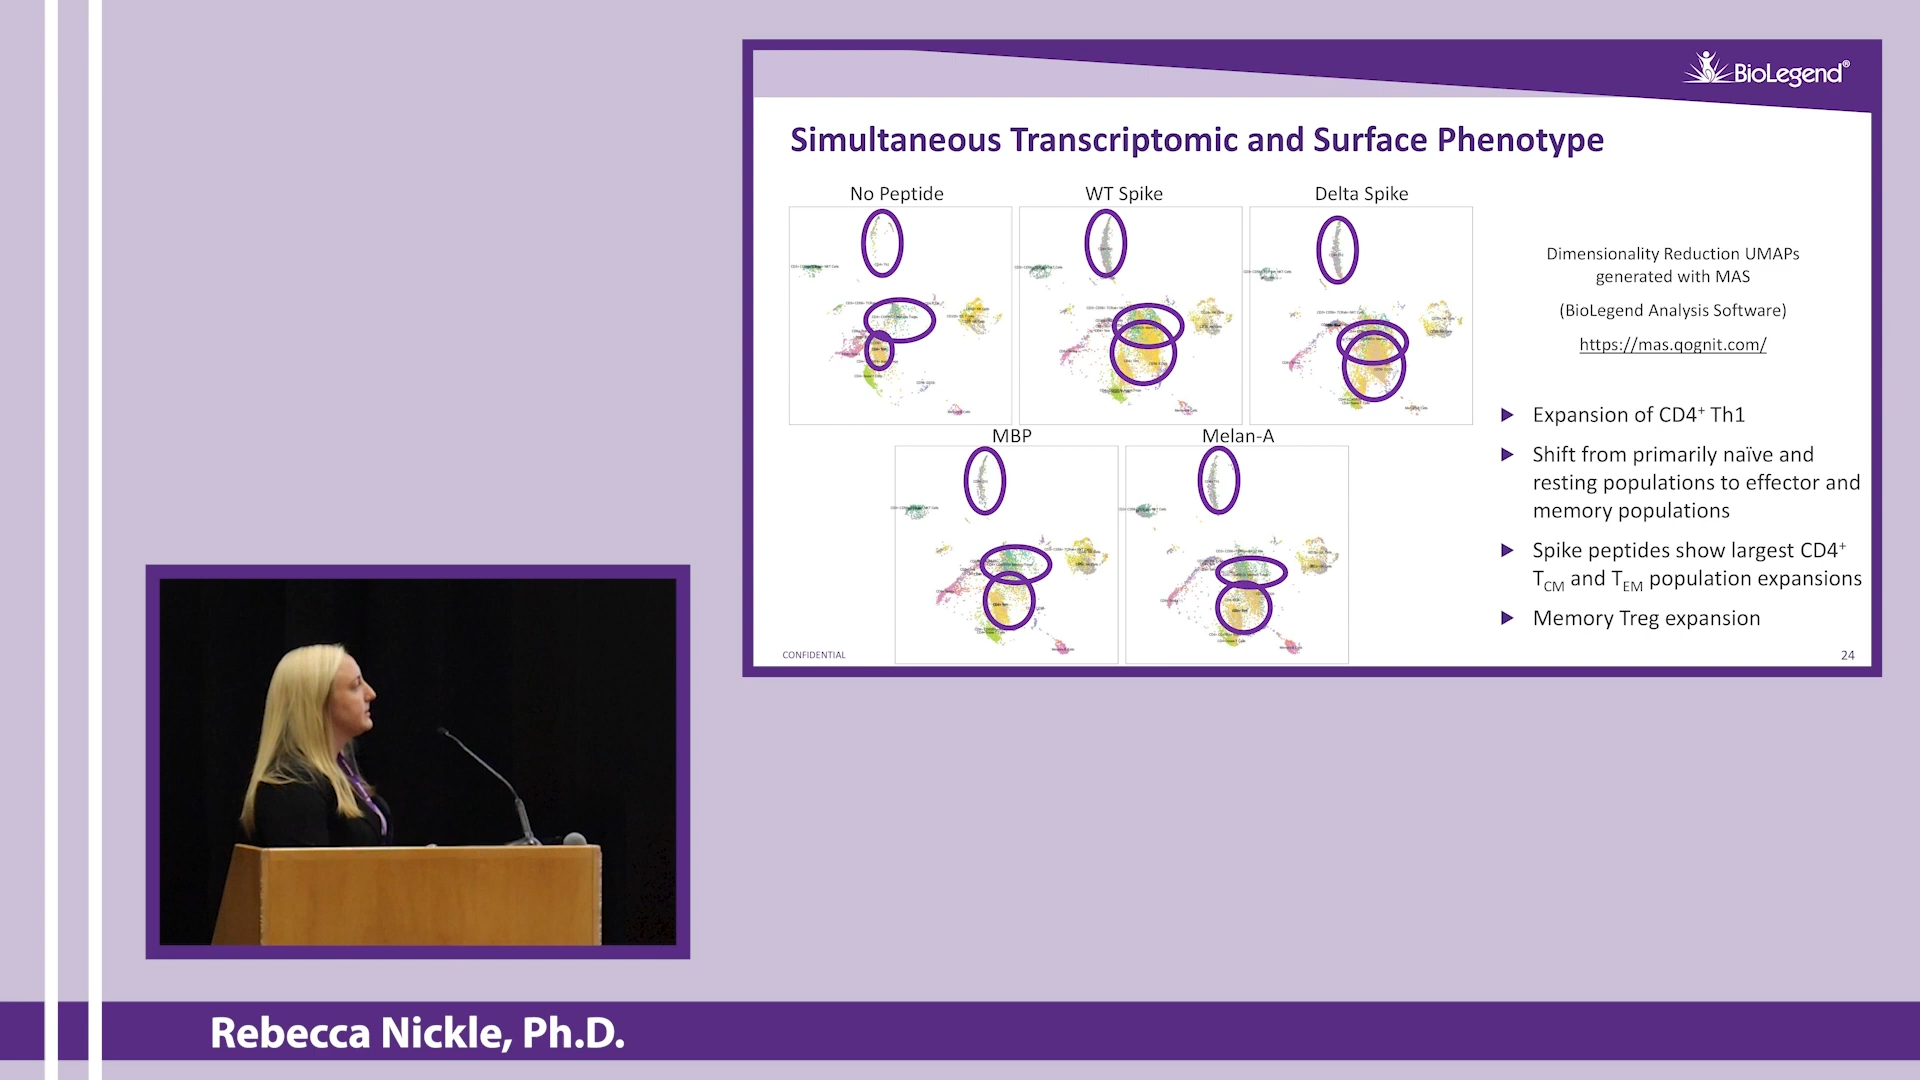 BioLegend®
Simultaneous Transcriptomic and Surface Phenotype
No Peptide
WT Spike
Delta Spike
MBP
Melan-A
Dimensionality Reduction UMAPs
generated with MAS
(BioLegend Analysis Software)
https://mas.qognit.com/
Expansion of CD4⁺ Th1
Shift from primarily naïve and
resting populations to effector and
memory populations
Spike peptides show largest CD4⁺
T_CM and T_EM population expansions
Memory Treg expansion
CONFIDENTIAL
24
Rebecca Nickle, Ph.D.